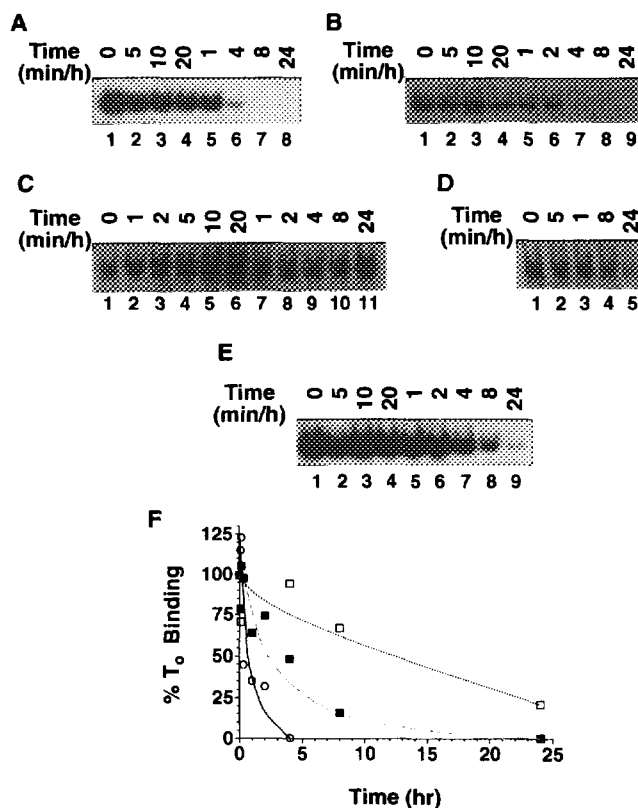 A
B
Time 0 5 10 20 1 4 8 24
(min/h)
1 2 3 4 5 6 7 8
Time 0 5 10 20 1 2 4 8 24
(min/h)
1 2 3 4 5 6 7 8 9
C
D
Time 0 1 2 5 10 20 1 2 4 8 24
(min/h)
1 2 3 4 5 6 7 8 9 10 11
Time 0 5
(min/h)
1 2 3 4 5
E
Time 0 5 10 20 1 2 4 8 24
(min/h)
1 2 3 4 5 6 7 8 9
F
% To Binding
125
100
75
50
25
0
0 5 10 15 20 25
Time (hr)